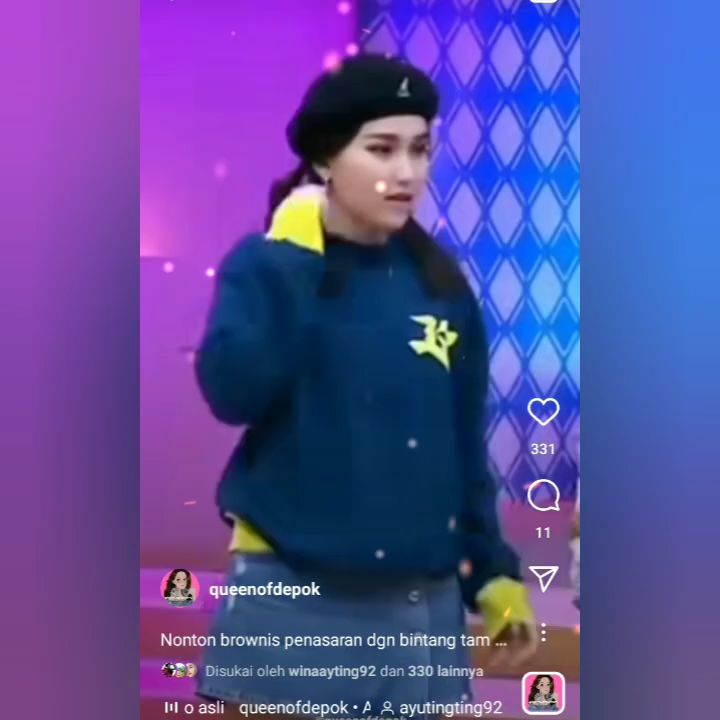 331
11
queenofdepok
Nonton brownis penasaran dgn bintang tam ...
Disukai oleh winaayting92 dan 330 lainnya
o asli queenofdepok • A ayutingting92